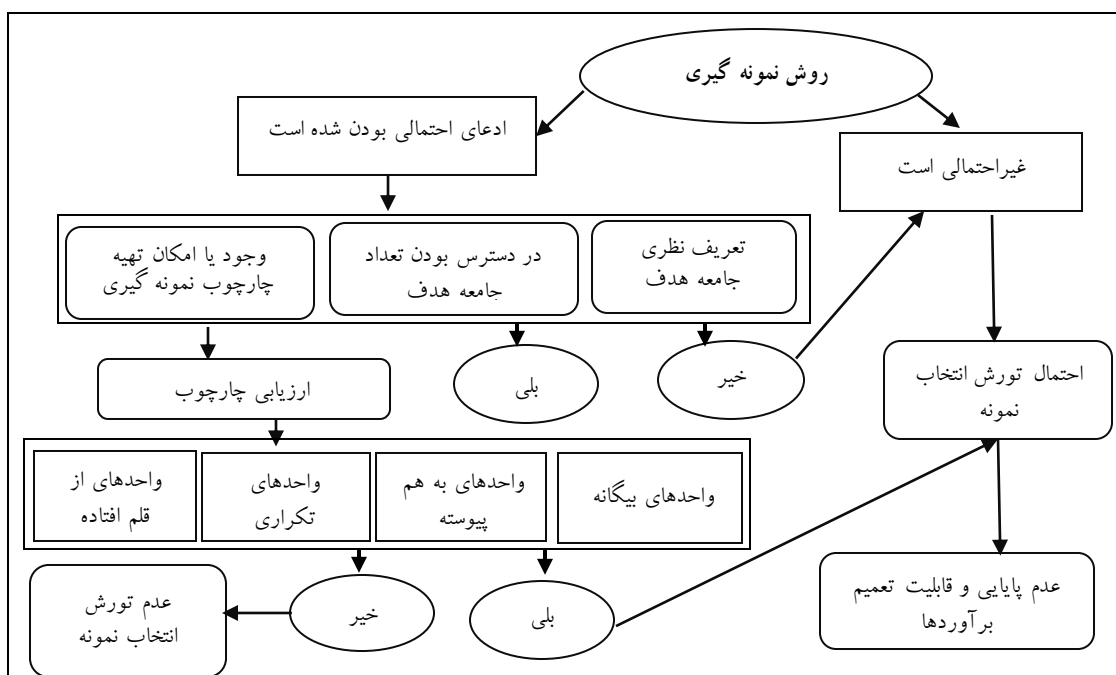 روش نمونه گیری
ادعای احتمالی بودن شده است
غیراحتمالی است
تعریف نظری
جامعه هدف
در دسترس بودن تعداد
جامعه هدف
وجود یا امکان تهیه
چارچوب نمونه گیری
خیر
بلی
ارزیابی چارچوب
احتمال تورش انتخاب
نمونه
واحدهای بیگانه
واحدهای به هم
پیوسته
واحدهای
تکراری
واحدهای از
قلم افتاده
عدم پایایی و قابلیت تعمیم
برآوردها
بلی
خیر
عدم تورش
انتخاب نمونه